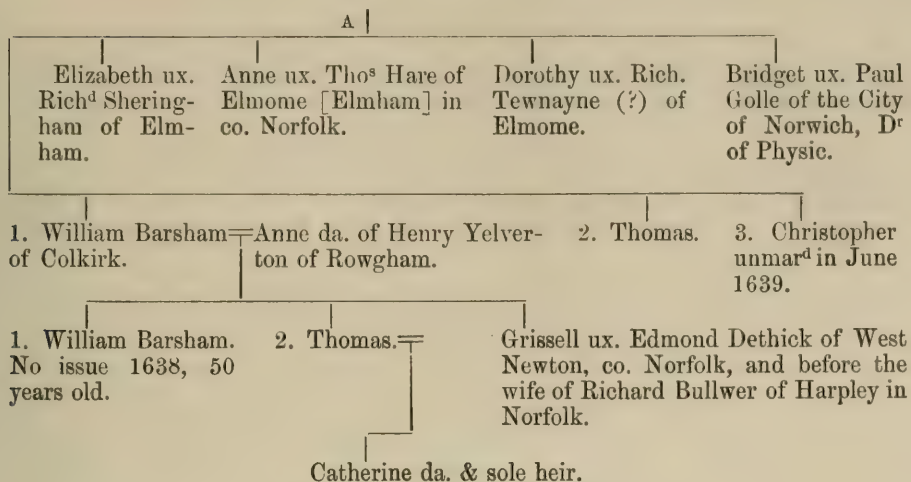 A
Elizabeth ux.
Richᵈ Shering-
ham of Elm-
ham.
Anne ux. Thoˢ Hare of
Elmome [Elmham] in
co. Norfolk.
Dorothy ux. Rich.
Tewnayne (?) of
Elmome.
Bridget ux. Paul
Golle of the City
of Norwich, Dʳ
of Physic.
1. William Barsham
of Colkirk.
Anne da. of Henry Yelver-
ton of Rowgham.
2. Thomas.
3. Christopher
unmarᵈ in June
1639.
1. William Barsham.
No issue 1638, 50
years old.
2. Thomas.
Grissell ux. Edmond Dethick of West
Newton, co. Norfolk, and before the
wife of Richard Bullwer of Harpley in
Norfolk.
Catherine da. & sole heir.